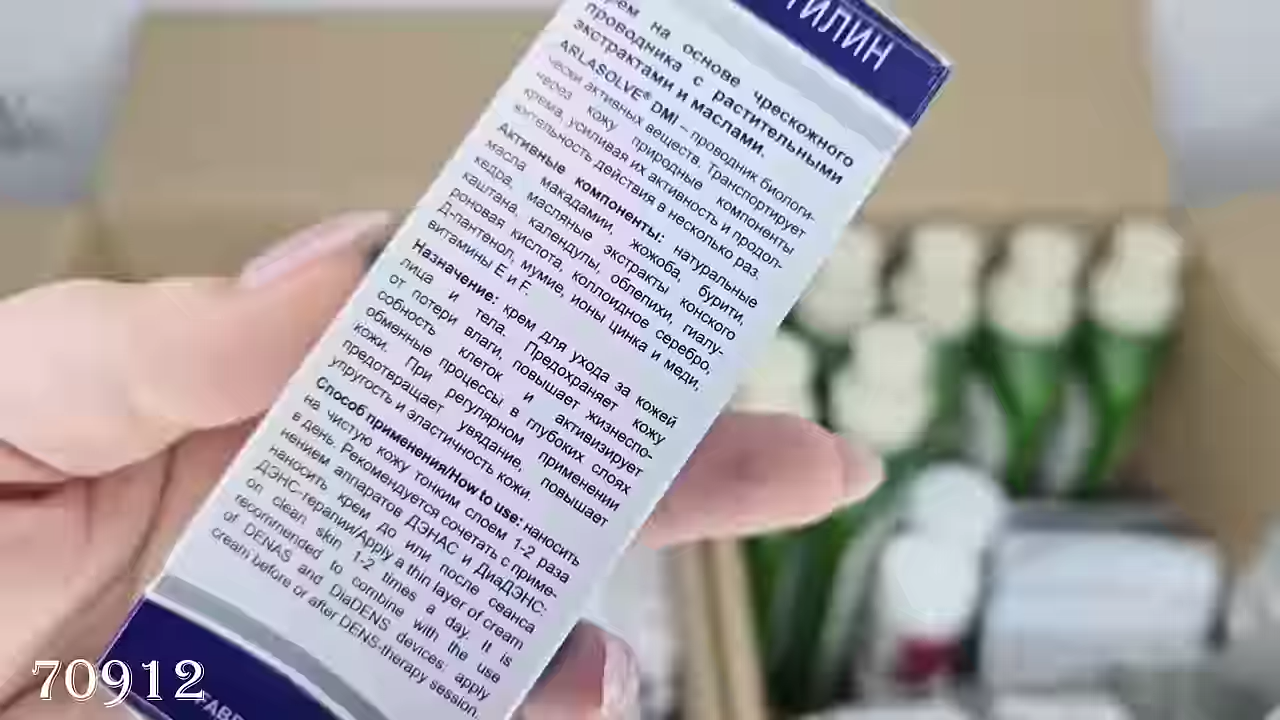 ТИЛИН
крем на основе чрескожного
проводника с растительными
экстрактами и маслами.
ARLASOLVE® DMI – проводник биологи-
чески активных веществ. Транспортирует
через кожу природные компоненты
крема, усиливая их активность и продол-
жительность действия в несколько раз.
Активные компоненты: натуральные
масла макадамии, жожоба, бурити,
кедра, масляные экстракты конского
каштана, календулы, облепихи, гиалу-
роновая кислота, коллоидное серебро,
Д-пантенол, мумие, ионы цинка и меди,
витамины E и F.
Назначение: крем для ухода за кожей
лица и тела. Предохраняет кожу
от потери влаги, повышает жизнеспо-
собность клеток и активизирует
обменные процессы в глубоких слоях
кожи. При регулярном применении
предотвращает увядание, повышает
упругость и эластичность кожи.
Способ применения/How to use: наносить
на чистую кожу тонким слоем 1-2 раза
в день. Рекомендуется сочетать с приме-
нением аппаратов ДЭНАС и ДиаДЭНС:
наносить крем до или после сеанса
ДЭНС-терапии/Apply a thin layer of cream
on clean skin 1-2 times a day. It is
recommended to combine with the use
of DENAS and DiaDENS devices: apply
cream before or after DENS-therapy session.
70912